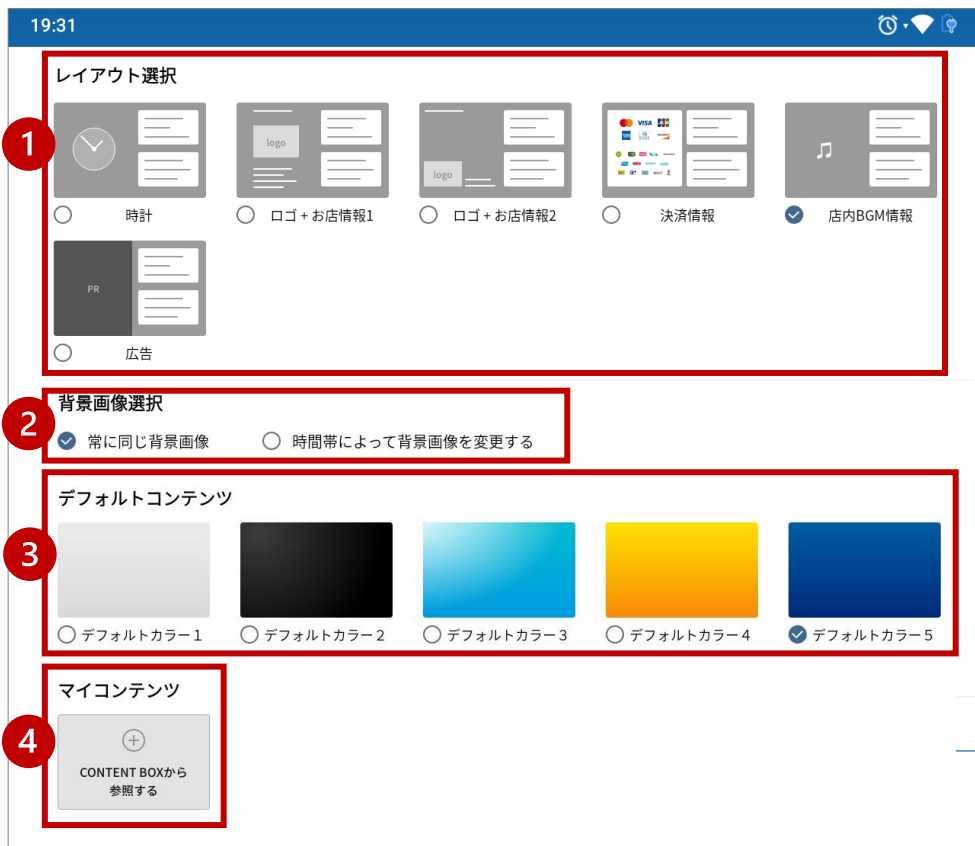 19:31
レイアウト選択
1
logo
logo
VISA JCB
時計
ロゴ + お店情報1
ロゴ + お店情報2
決済情報
店内BGM情報
PR
広告
2
背景画像選択
常に同じ背景画像
時間帯によって背景画像を変更する
3
デフォルトコンテンツ
デフォルトカラー１
デフォルトカラー２
デフォルトカラー３
デフォルトカラー４
デフォルトカラー５
4
マイコンテンツ
CONTENT BOXから
参照する